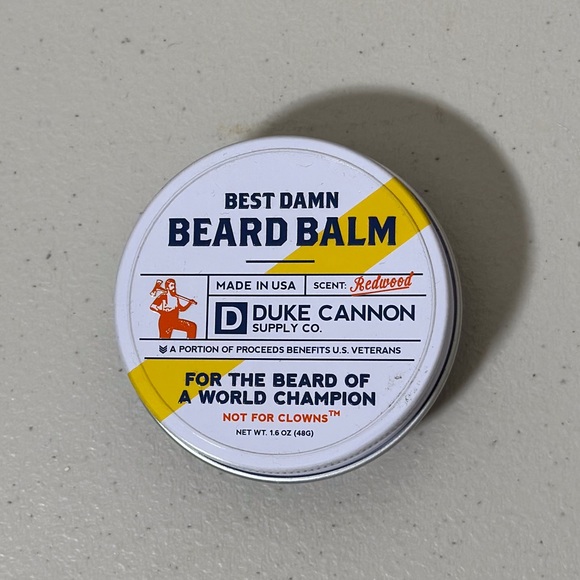 BEST DAMN
BEARD BALM
MADE IN USA
SCENT: Redwood
D DUKE CANNON
SUPPLY CO.
A PORTION OF PROCEEDS BENEFITS U.S. VETERANS
FOR THE BEARD OF
A WORLD CHAMPION
NOT FOR CLOWNS™
NET WT. 1.6 OZ (48G)